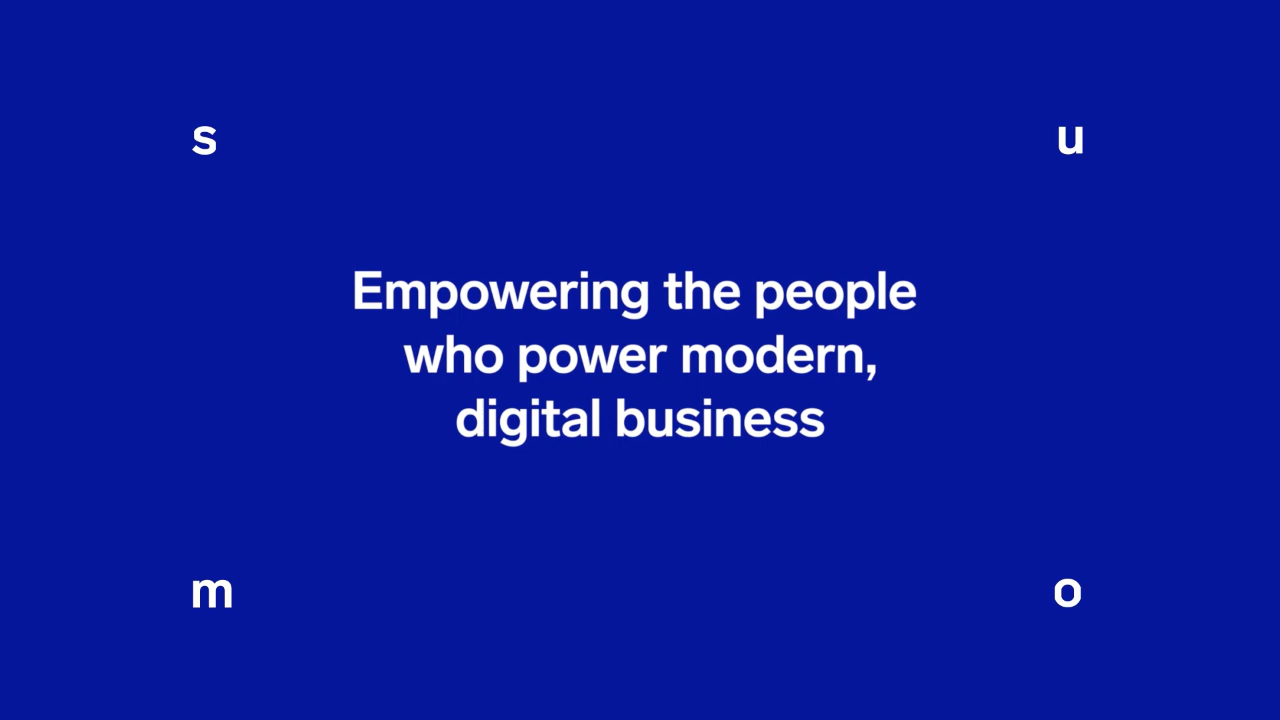 s u
Empowering the people
who power modern,
digital business
m o